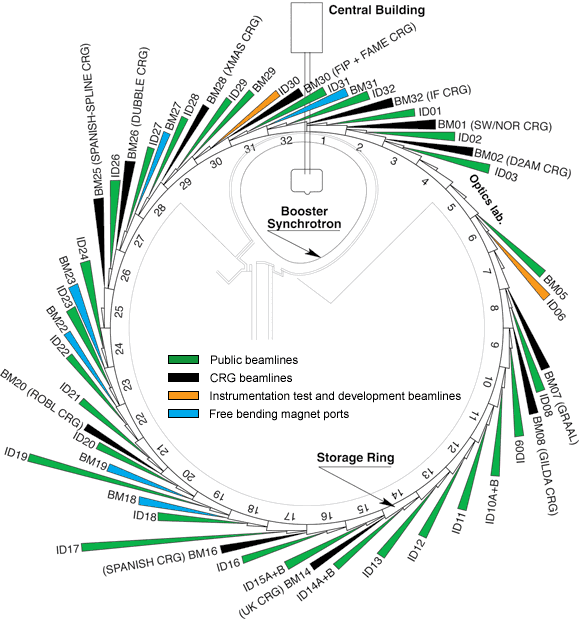 Central Building
BM25 (SPANISH-SPLINE CRG)
ID26
BM26 (DUBBLE CRG)
ID27
BM27
ID28
BM28 (XMAS CRG)
ID29
BM29
ID30
BM30 (FIP + FAME CRG)
ID31
BM31
ID32
BM32 (IF CRG)
ID01
BM01 (SW/NOR CRG)
ID02
BM02 (D2AM CRG)
ID03
Optics lab.
BM05
ID06
BM07 (GRAAL)
ID08
BM08 (GILDA CRG)
ID09
ID10A+B
ID11
ID12
ID13
ID14A+B
(UK CRG) BM14
ID15A+B
ID16
(SPANISH CRG) BM16
ID17
ID18
BM18
BM19
ID19
ID20
BM20 (ROBL CRG)
ID21
ID22
BM22
ID23
BM23
ID24
1
2
3
4
5
6
7
8
9
10
11
12
13
14
15
16
17
18
19
20
21
22
23
24
25
26
27
28
29
30
31
32
Booster
Synchrotron
Public beamlines
CRG beamlines
Instrumentation test and development beamlines
Free bending magnet ports
Storage Ring